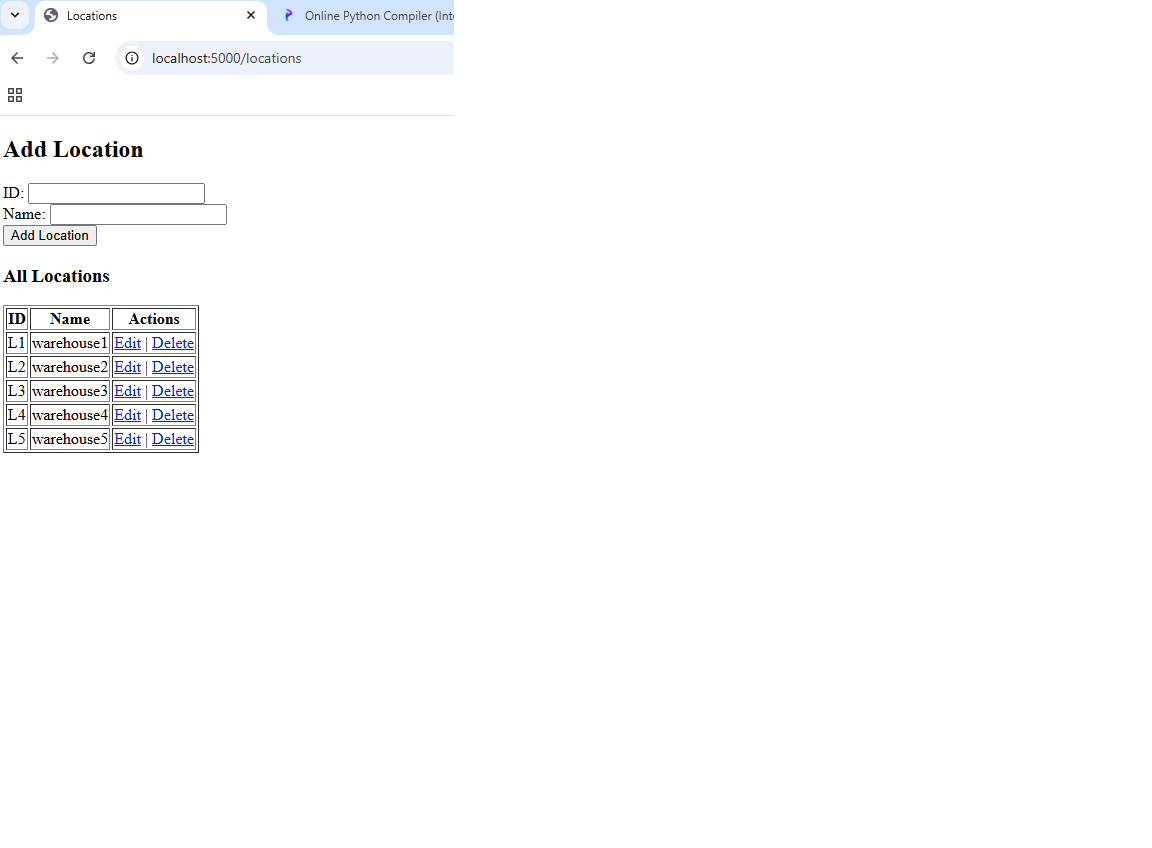 Locations
Online Python Compiler (Int
localhost:5000/locations
Add Location
ID:
Name:
Add Location
All Locations
ID Name Actions
L1 warehouse1 Edit | Delete
L2 warehouse2 Edit | Delete
L3 warehouse3 Edit | Delete
L4 warehouse4 Edit | Delete
L5 warehouse5 Edit | Delete